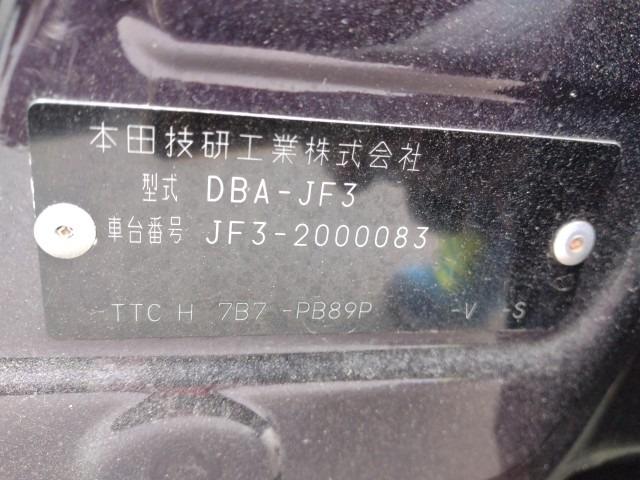 本田技研工業株式会社
型式 DBA-JF3
車台番号 JF3-2000083
-TTC H 7B7 -PB89P -V -S